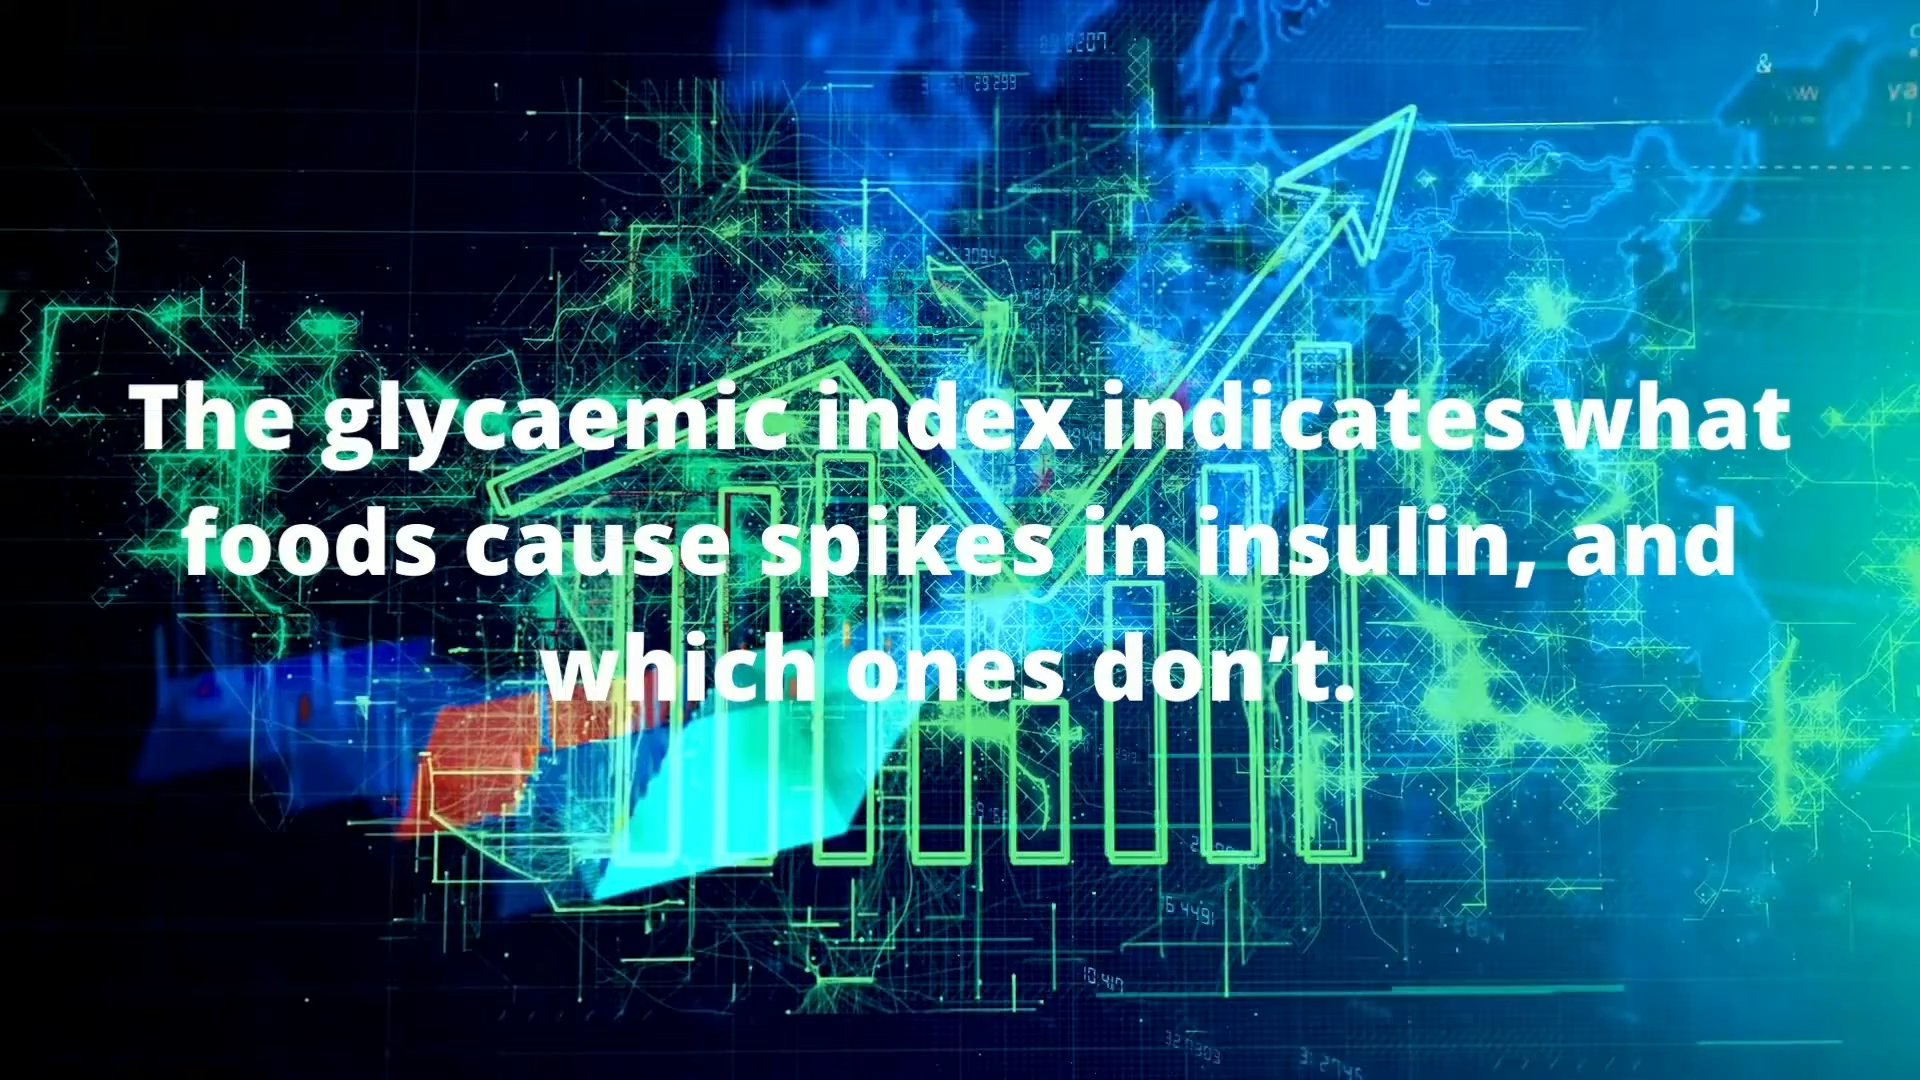 The glycaemic index indicates what
foods cause spikes in insulin, and
which ones don’t.